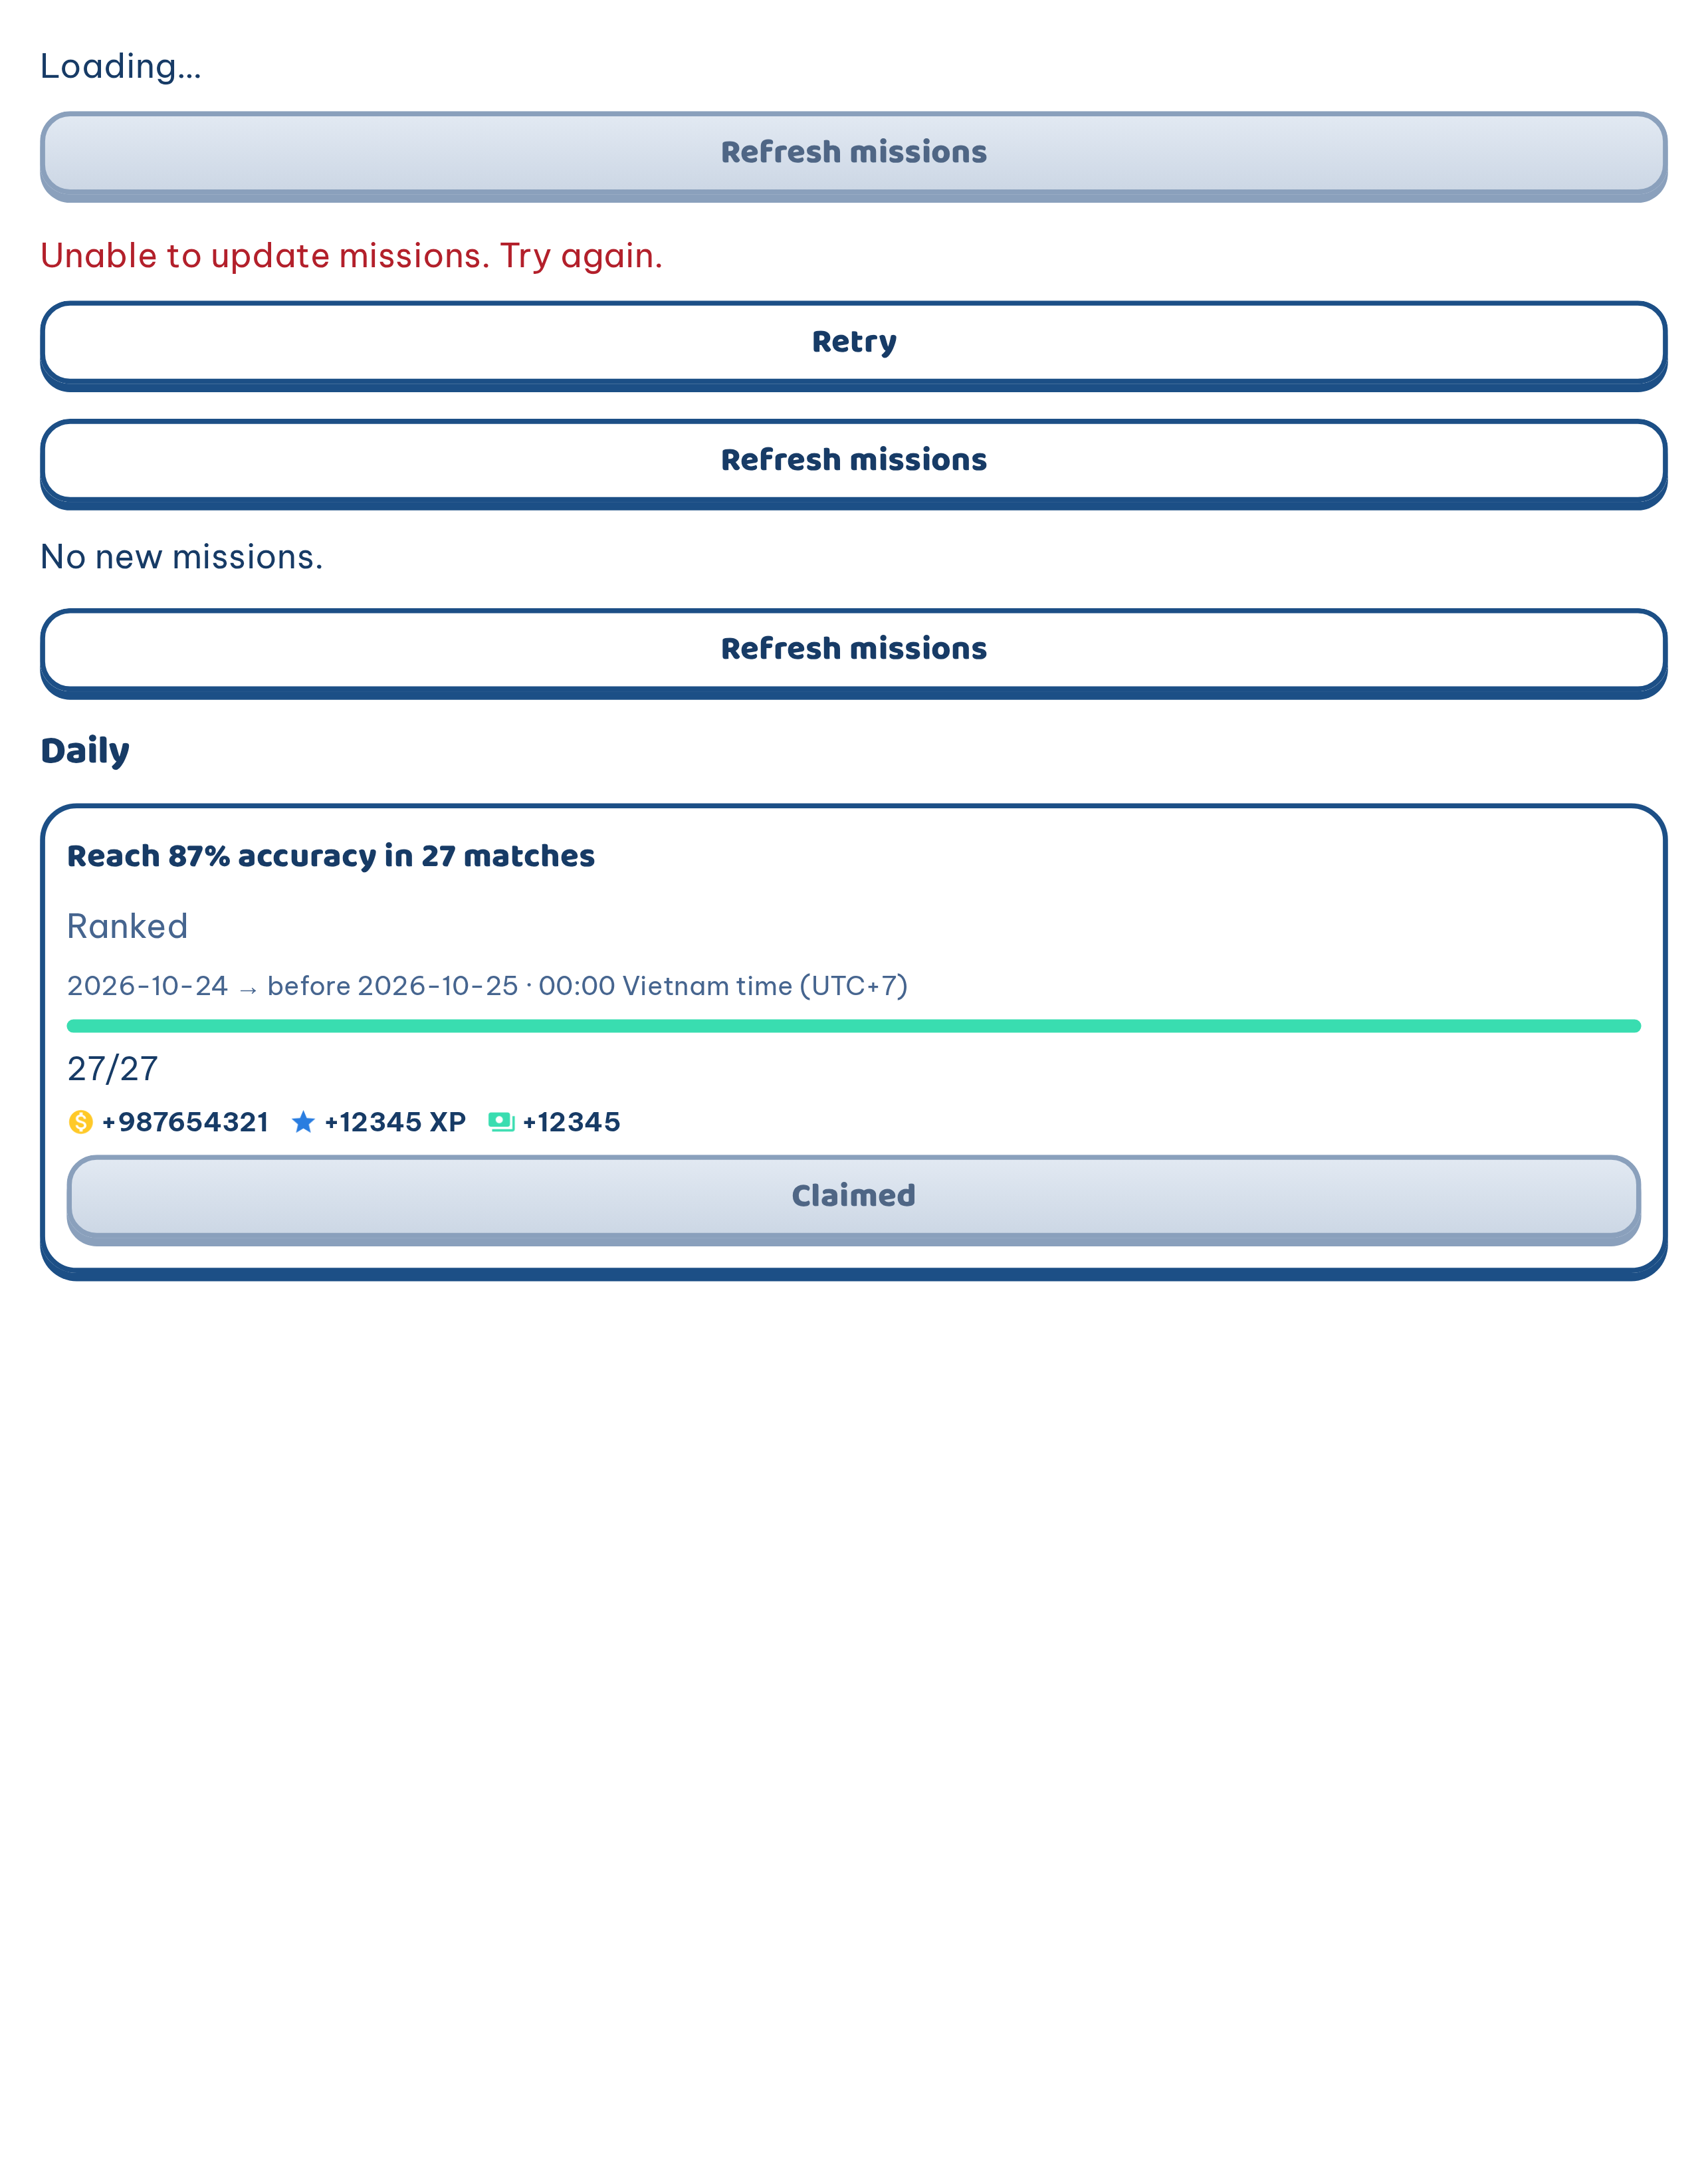 Loading...
Refresh missions
Unable to update missions. Try again.
Retry
Refresh missions
No new missions.
Refresh missions
Daily
Reach 87% accuracy in 27 matches
Ranked
2026-10-24 → before 2026-10-25 · 00:00 Vietnam time (UTC+7)
27/27
+987654321 +12345 XP +12345
Claimed